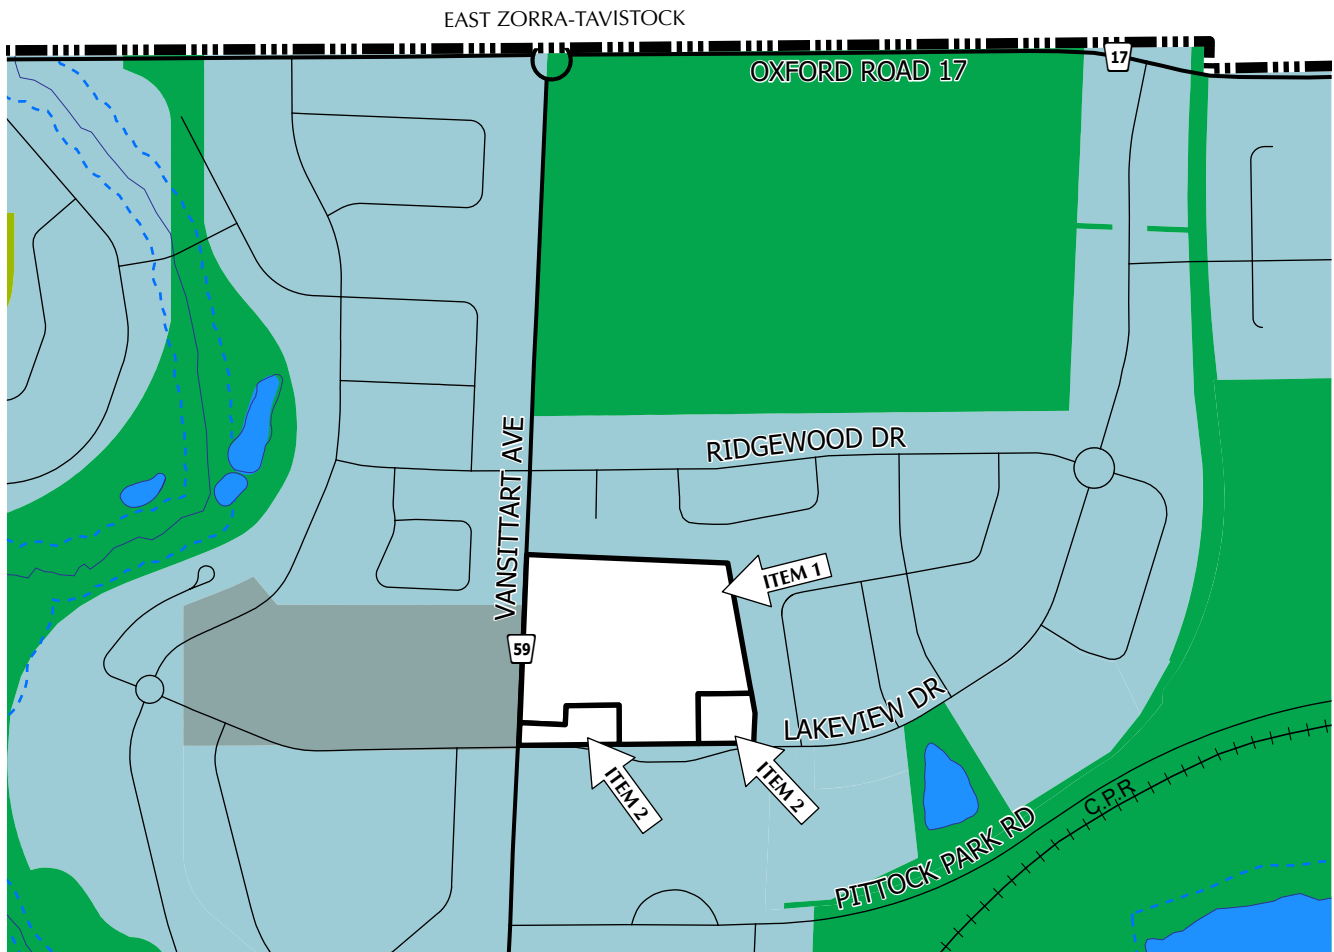 EAST ZORRA-TAVISTOCK
17
OXFORD ROAD 17
RIDGEWOOD DR
VANSITTART AVE
ITEM 1
59
LAKEVIEW DR
ITEM 2
ITEM 2
C.P.R
PITTOCK PARK RD